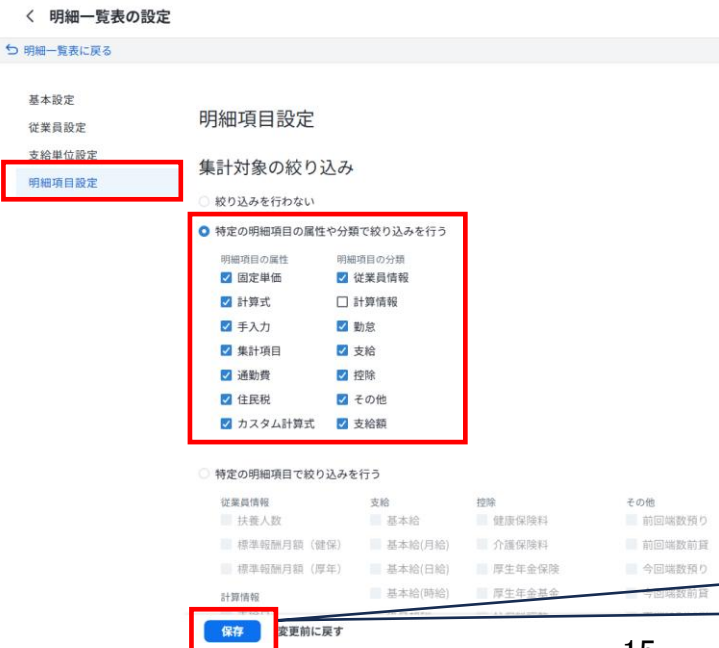 明細一覧表の設定
明細一覧表に戻る
基本設定
従業員設定
支給単位設定
明細項目設定
明細項目設定
集計対象の絞り込み
絞り込みを行わない
特定の明細項目の属性や分類で絞り込みを行う
明細項目の属性 明細項目の分類
固定単価 従業員情報
計算式 計算情報
手入力 勤怠
集計項目 支給
通勤費 控除
住民税 その他
カスタム計算式 支給額
特定の明細項目で絞り込みを行う
従業員情報 支給 控除 その他
扶養人数 基本給 健康保険料 前回端数預り
標準報酬月額（健保） 基本給(月給) 介護保険料 前回端数前貸
標準報酬月額（厚年） 基本給(日給) 厚生年金保険 今回端数預り
計算情報 基本給(時給) 厚生年金基金 今回端数前貸
保存 変更前に戻す